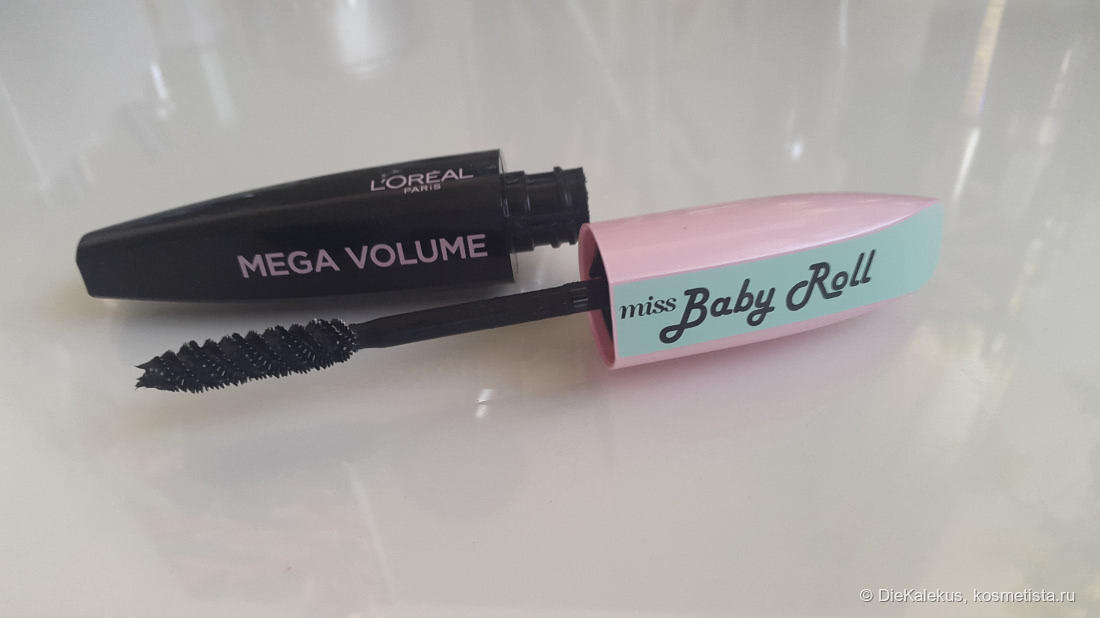 L'ORÉAL
PARIS
MEGA VOLUME
miss Baby Roll
© DieKalekus, kosmetista.ru